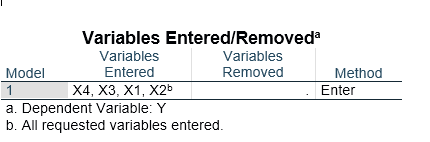 Variables Entered/Removedᵃ
Variables Variables
Model Entered Removed Method
1 X4, X3, X1, X2ᵇ . Enter
a. Dependent Variable: Y
b. All requested variables entered.